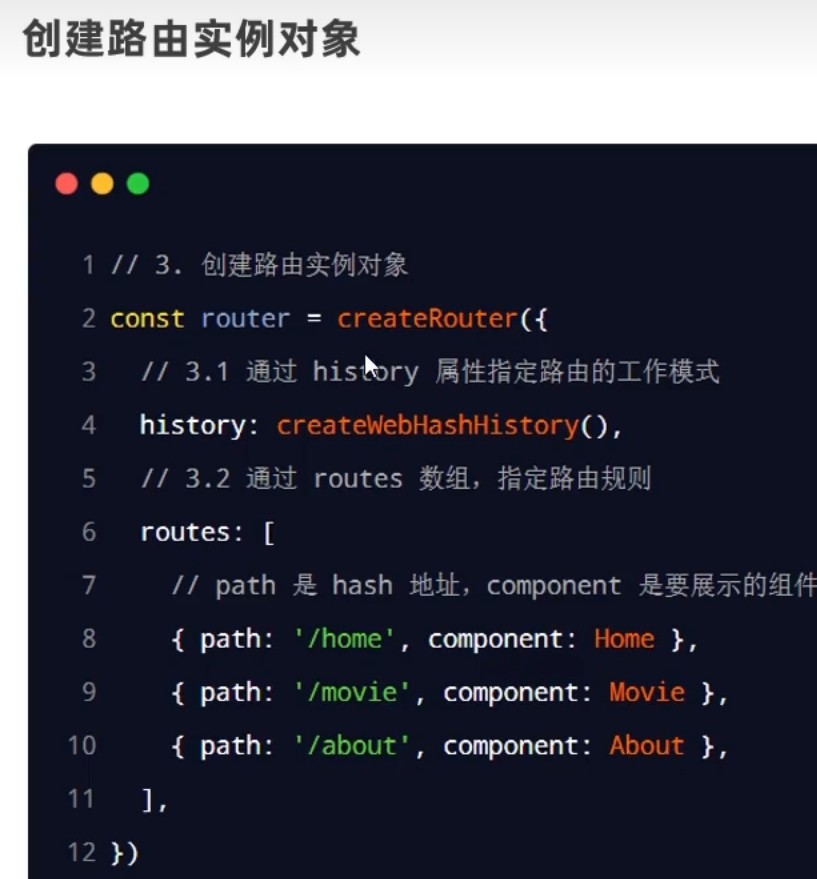 创建路由实例对象
1 // 3. 创建路由实例对象
2 const router = createRouter({
3   // 3.1 通过 history 属性指定路由的工作模式
4   history: createWebHashHistory(),
5   // 3.2 通过 routes 数组，指定路由规则
6   routes: [
7     // path 是 hash 地址，component 是要展示的组件
8     { path: '/home', component: Home },
9     { path: '/movie', component: Movie },
10     { path: '/about', component: About },
11   ],
12 })